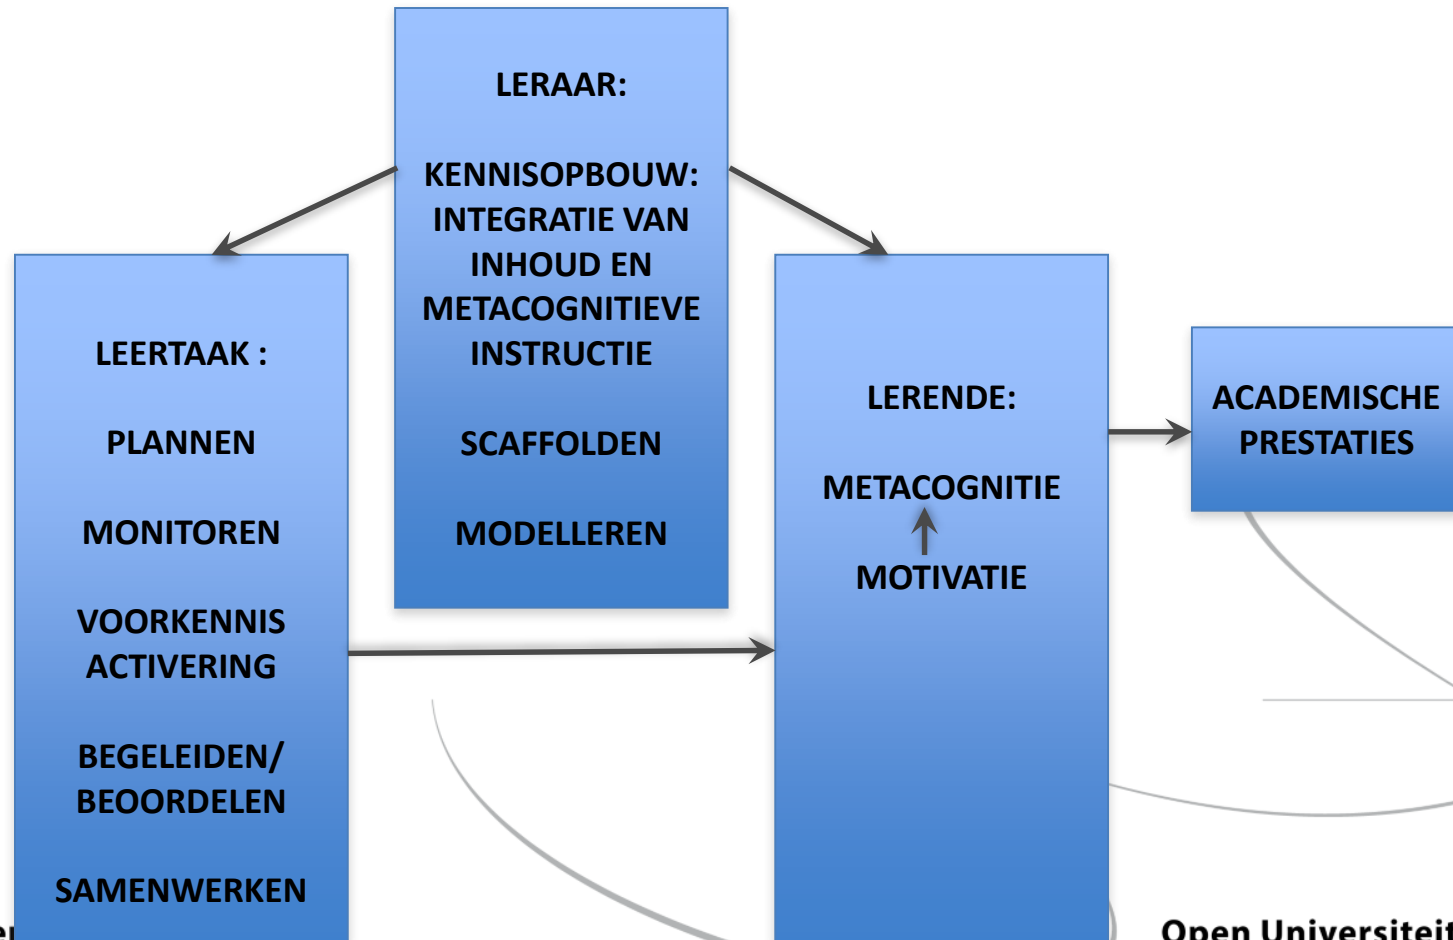 LERAAR:
KENNISOPBOUW:
INTEGRATIE VAN
INHOUD EN
METACOGNITIEVE
INSTRUCTIE
SCAFFOLDEN
MODELLEREN
LEERTAAK :
PLANNEN
MONITOREN
VOORKENNIS
ACTIVERING
BEGELEIDEN/
BEOORDELEN
SAMENWERKEN
LERENDE:
METACOGNITIE
MOTIVATIE
ACADEMISCHE
PRESTATIES
Open Universiteit